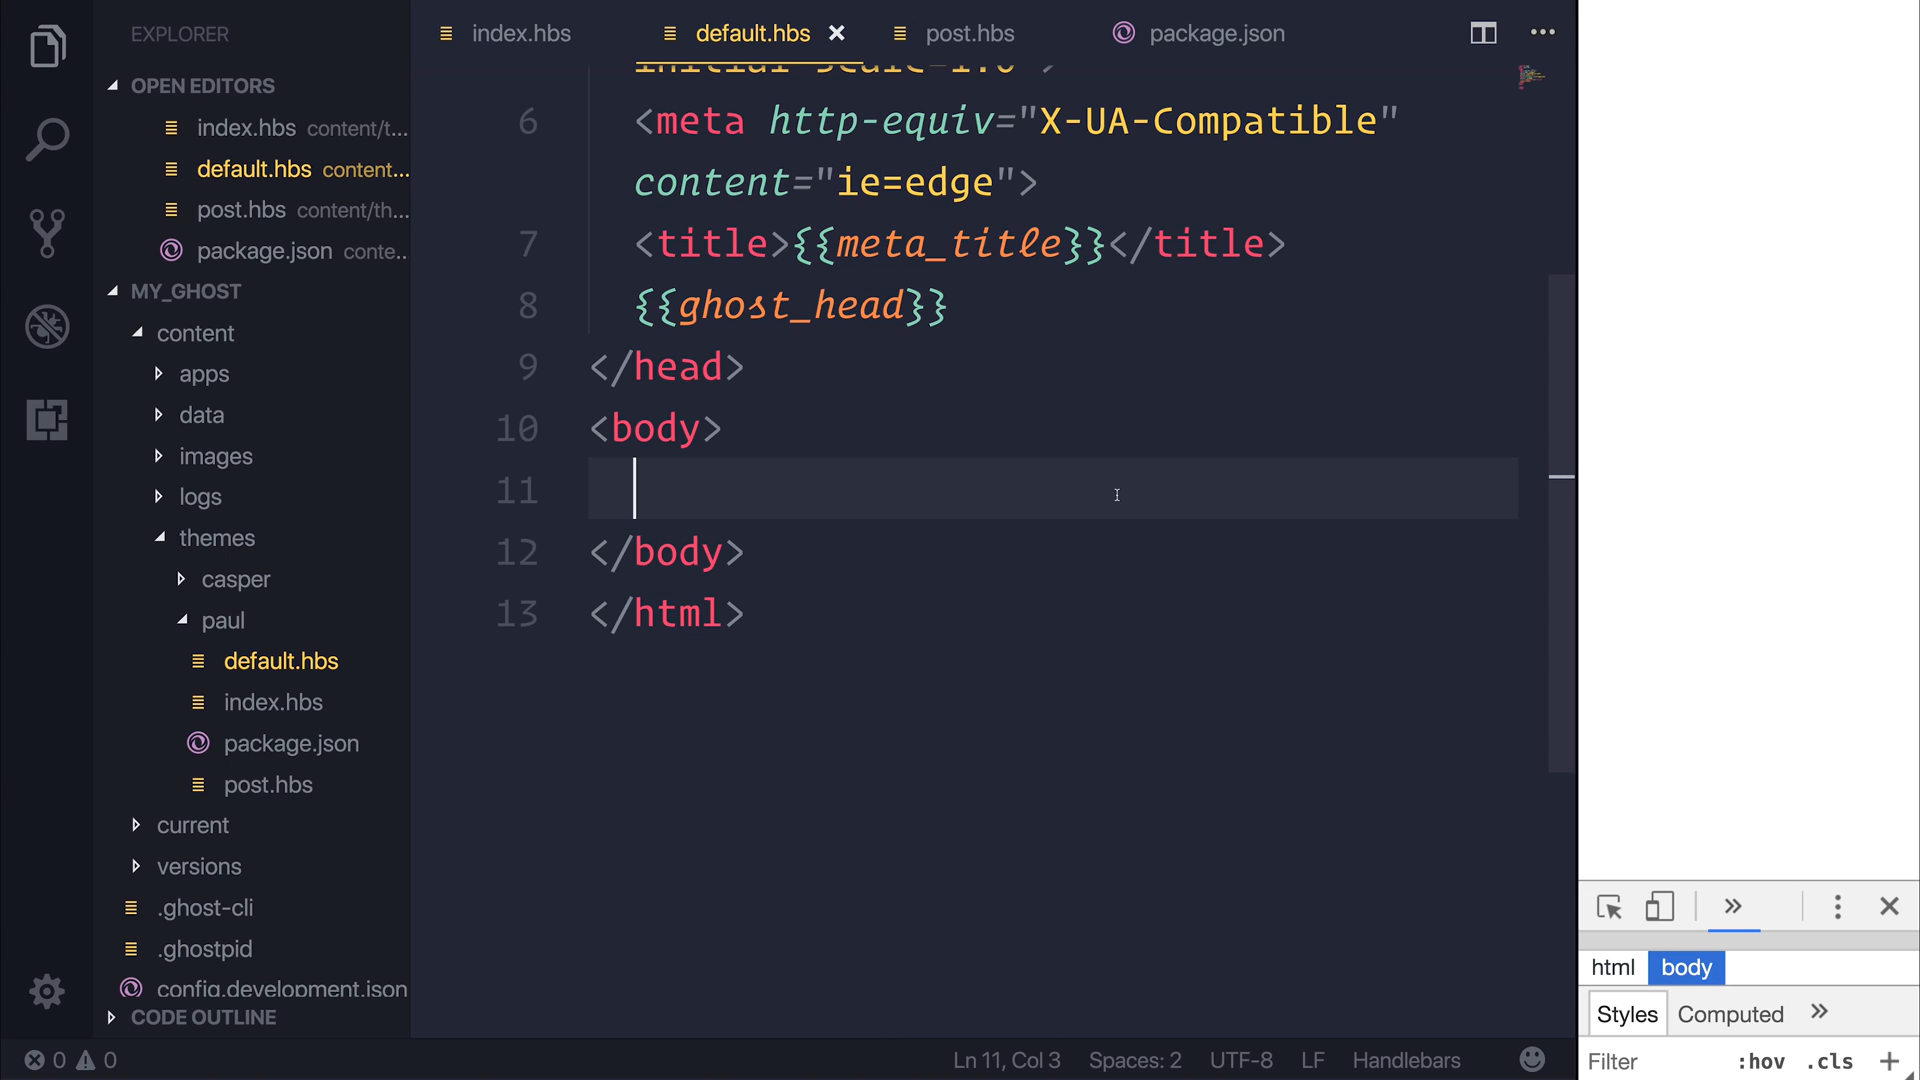 EXPLORER
OPEN EDITORS
index.hbs content/t...
default.hbs content...
post.hbs content/th...
package.json conte...
MY_GHOST
content
apps
data
images
logs
themes
casper
paul
default.hbs
index.hbs
package.json
post.hbs
current
versions
.ghost-cli
.ghostpid
config.development.json
CODE OUTLINE
index.hbs default.hbs post.hbs package.json
initial-scale=1.0">
6 <meta http-equiv="X-UA-Compatible"
content="ie=edge">
7 <title>{{meta_title}}</title>
8 {{ghost_head}}
9 </head>
10 <body>
11
12 </body>
13 </html>
html body
Styles Computed
Filter :hov .cls +
0 0 Ln 11, Col 3 Spaces: 2 UTF-8 LF Handlebars